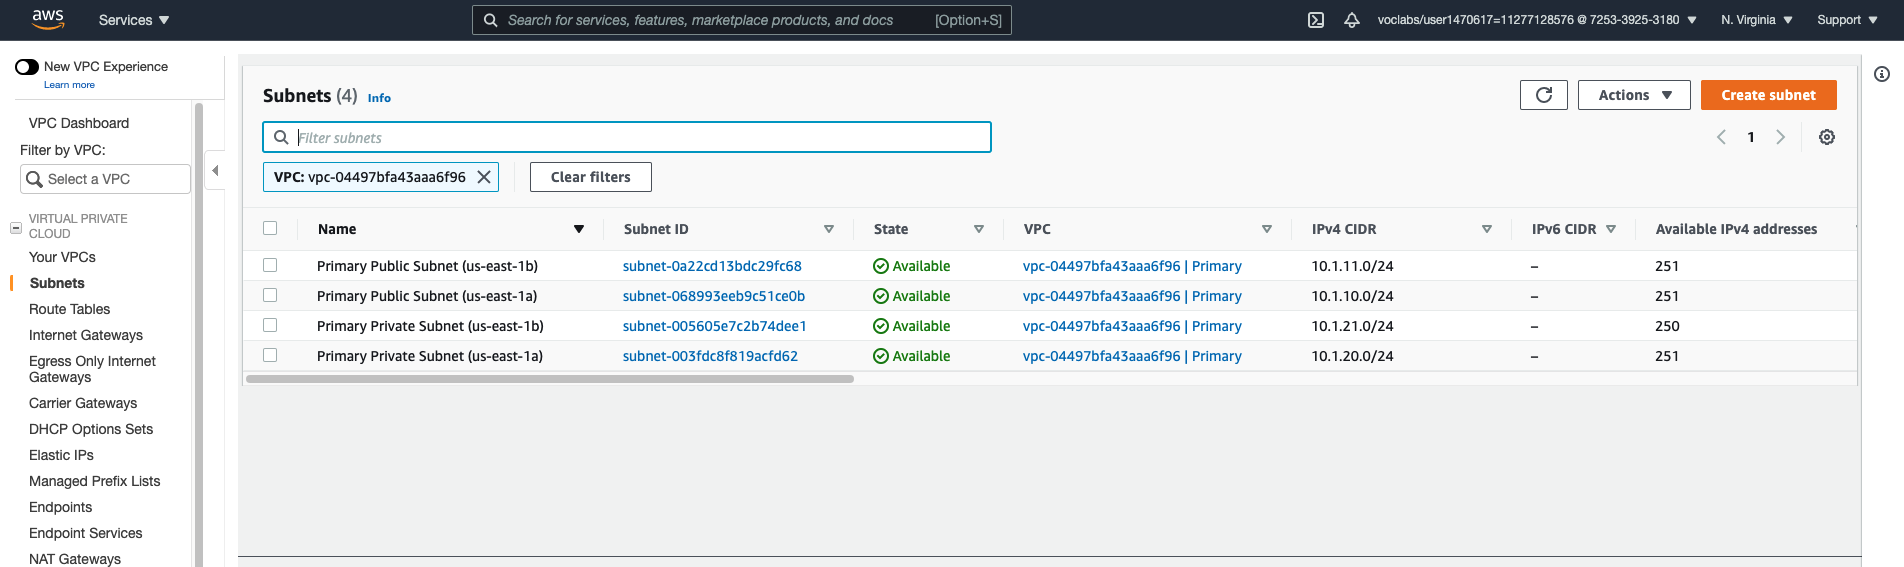 aws Services Search for services, features, marketplace products, and docs [Option+S] voclabs/user1470617=11277128576 @ 7253-3925-3180 N. Virginia Support
New VPC Experience
Learn more
VPC Dashboard
Filter by VPC:
Select a VPC
VIRTUAL PRIVATE
CLOUD
Your VPCs
Subnets
Route Tables
Internet Gateways
Egress Only Internet
Gateways
Carrier Gateways
DHCP Options Sets
Elastic IPs
Managed Prefix Lists
Endpoints
Endpoint Services
NAT Gateways
Subnets (4) Info
Actions
Create subnet
Filter subnets
1
VPC: vpc-04497bfa43aaa6f96
Clear filters
Name Subnet ID State VPC IPv4 CIDR IPv6 CIDR Available IPv4 addresses
Primary Public Subnet (us-east-1b) subnet-0a22cd13bdc29fc68 Available vpc-04497bfa43aaa6f96 | Primary 10.1.11.0/24 – 251
Primary Public Subnet (us-east-1a) subnet-068993eeb9c51ce0b Available vpc-04497bfa43aaa6f96 | Primary 10.1.10.0/24 – 251
Primary Private Subnet (us-east-1b) subnet-005605e7c2b74dee1 Available vpc-04497bfa43aaa6f96 | Primary 10.1.21.0/24 – 250
Primary Private Subnet (us-east-1a) subnet-003fdc8f819acfd62 Available vpc-04497bfa43aaa6f96 | Primary 10.1.20.0/24 – 251